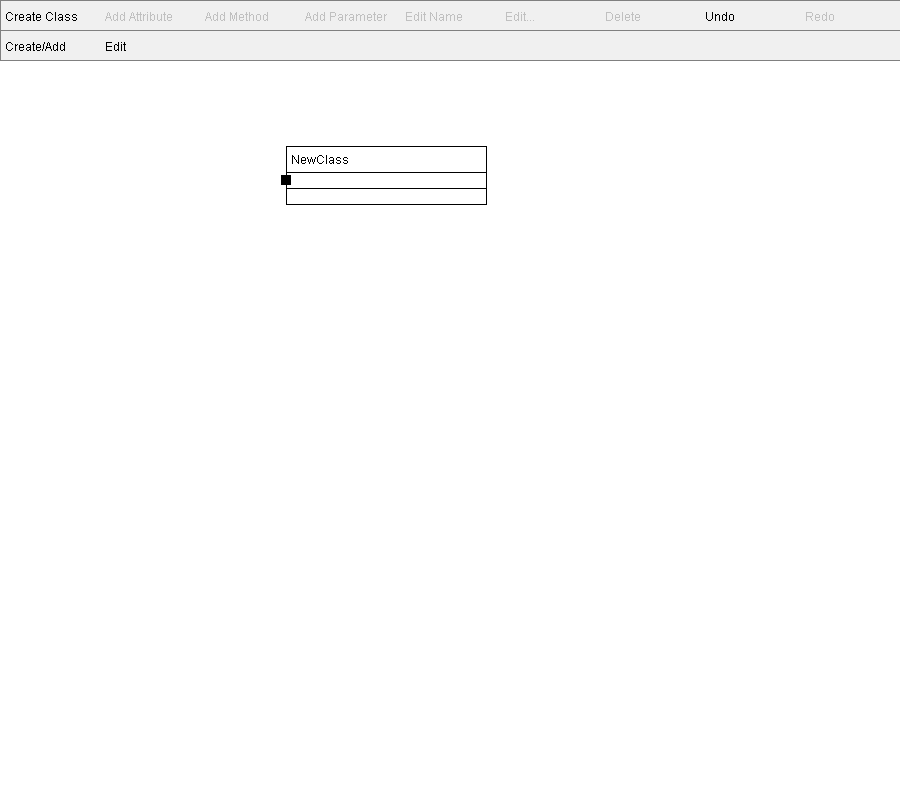 Create Class Add Attribute Add Method Add Parameter Edit Name Edit... Delete Undo Redo
Create/Add Edit
NewClass